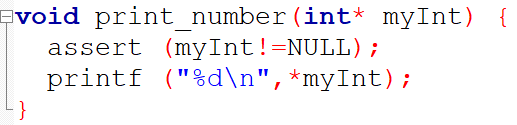 void print_number(int* myInt) {
  assert (myInt!=NULL);
  printf ("%d\n",*myInt);
}